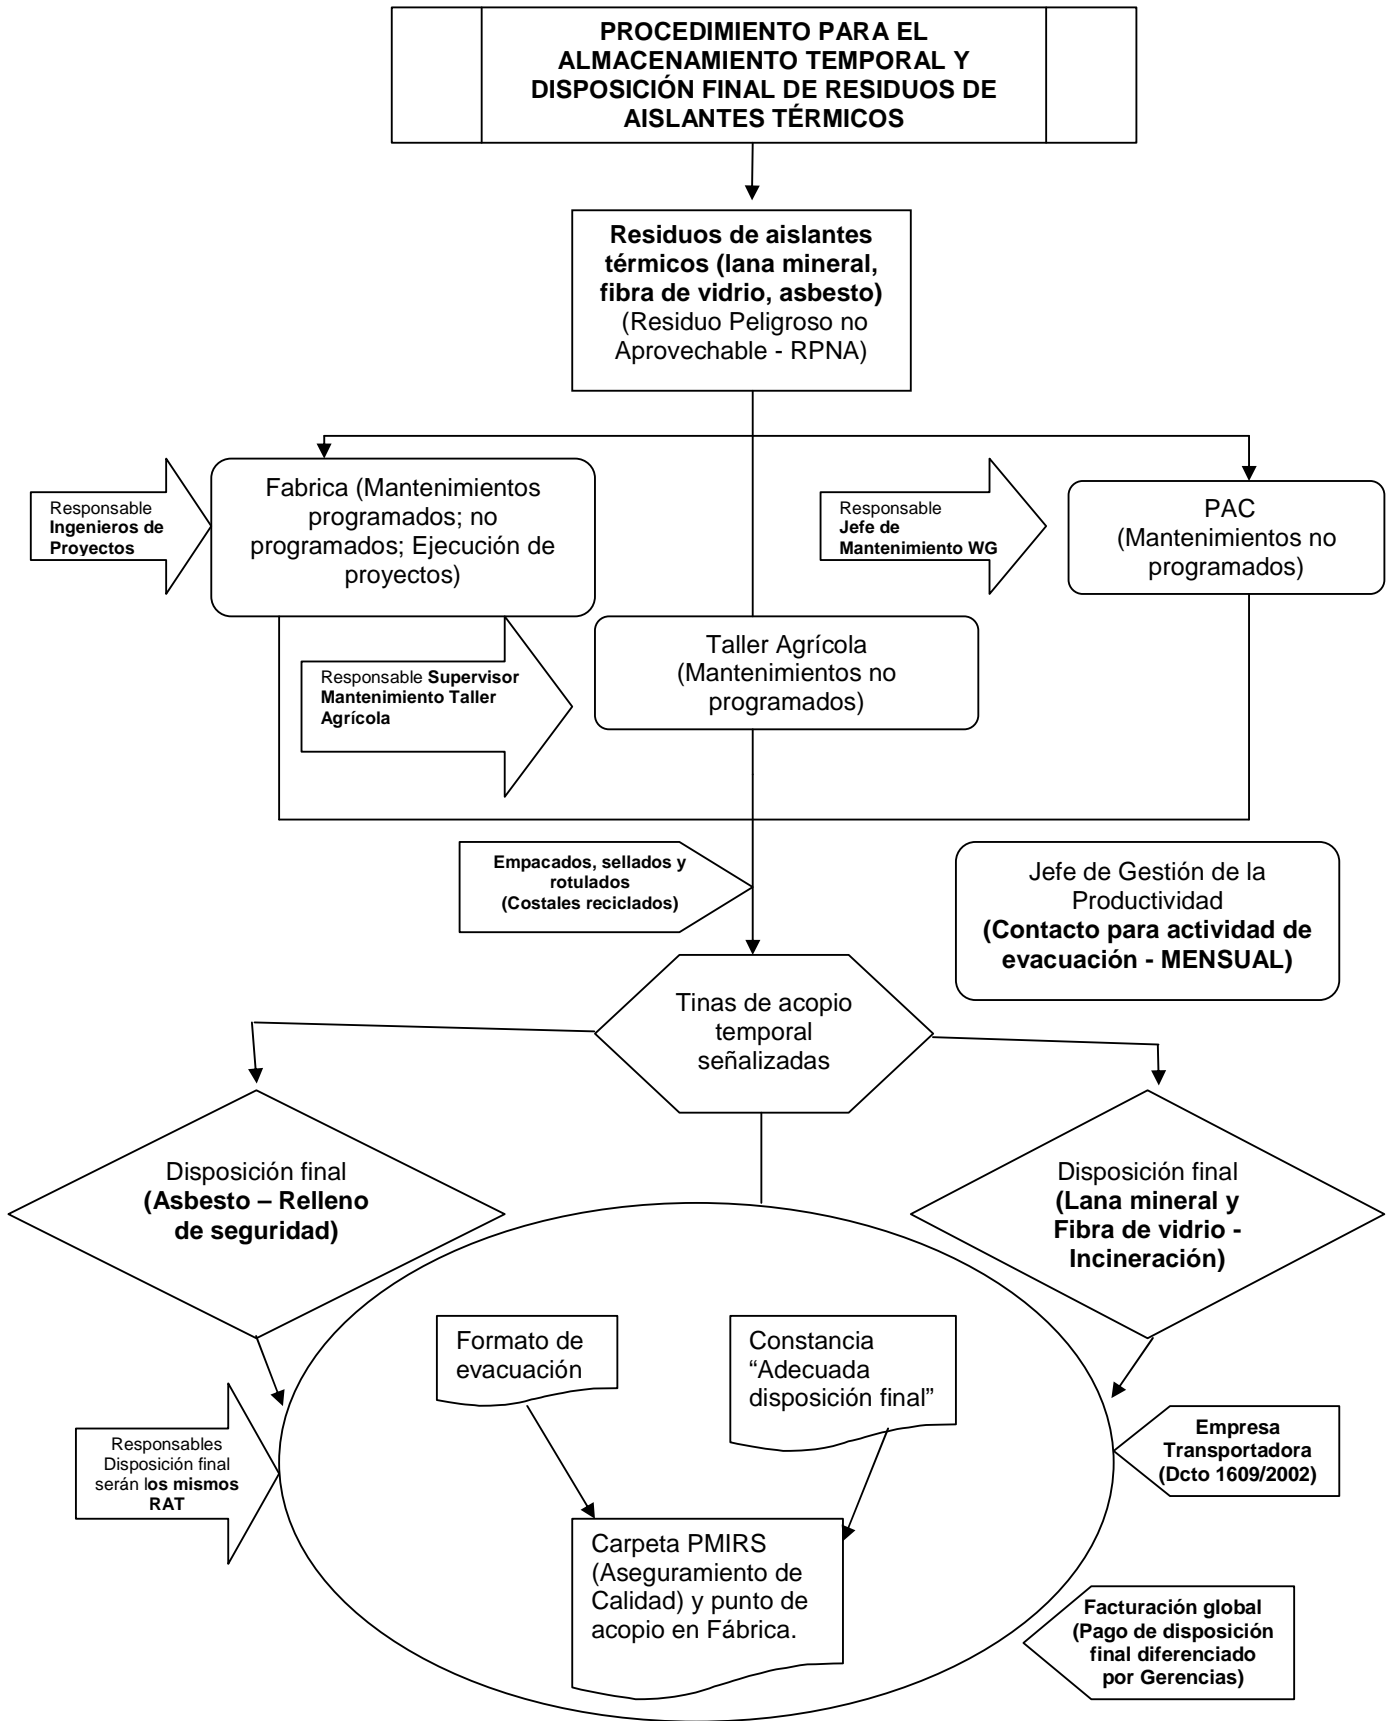 PROCEDIMIENTO PARA EL
ALMACENAMIENTO TEMPORAL Y
DISPOSICIÓN FINAL DE RESIDUOS DE
AISLANTES TÉRMICOS
Residuos de aislantes
térmicos (lana mineral,
fibra de vidrio, asbesto)
(Residuo Peligroso no
Aprovechable - RPNA)
Responsable
Ingenieros de
Proyectos
Fabrica (Mantenimientos
programados; no
programados; Ejecución de
proyectos)
Responsable
Jefe de
Mantenimiento WG
PAC
(Mantenimientos no
programados)
Responsable Supervisor
Mantenimiento Taller
Agrícola
Taller Agrícola
(Mantenimientos no
programados)
Empacados, sellados y
rotulados
(Costales reciclados)
Jefe de Gestión de la
Productividad
(Contacto para actividad de
evacuación - MENSUAL)
Tinas de acopio
temporal
señalizadas
Disposición final
(Asbesto – Relleno
de seguridad)
Disposición final
(Lana mineral y
Fibra de vidrio -
Incineración)
Formato de
evacuación
Constancia
“Adecuada
disposición final”
Responsables
Disposición final
serán los mismos
RAT
Empresa
Transportadora
(Dcto 1609/2002)
Carpeta PMIRS
(Aseguramiento de
Calidad) y punto de
acopio en Fábrica.
Facturación global
(Pago de disposición
final diferenciado
por Gerencias)